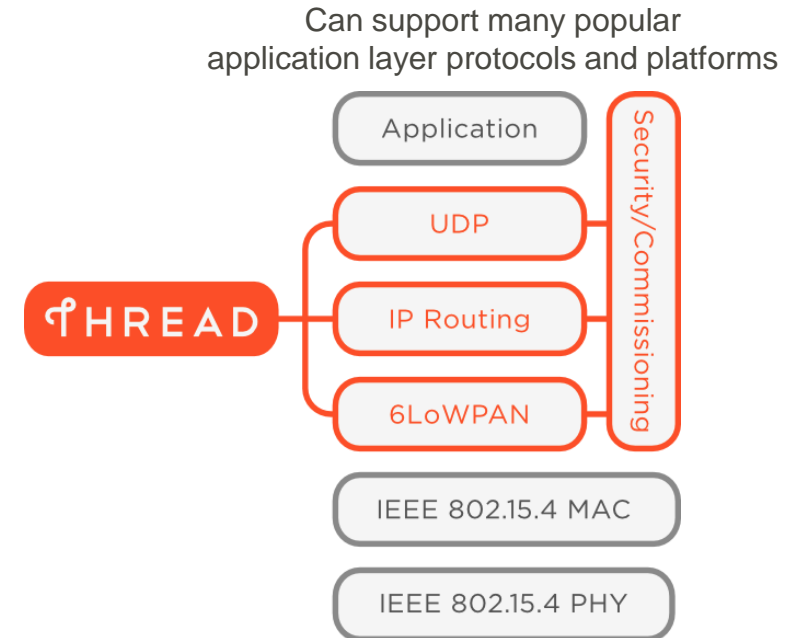 Can support many popular
application layer protocols and platforms
Application
Security/Commissioning
UDP
THREAD
IP Routing
6LoWPAN
IEEE 802.15.4 MAC
IEEE 802.15.4 PHY